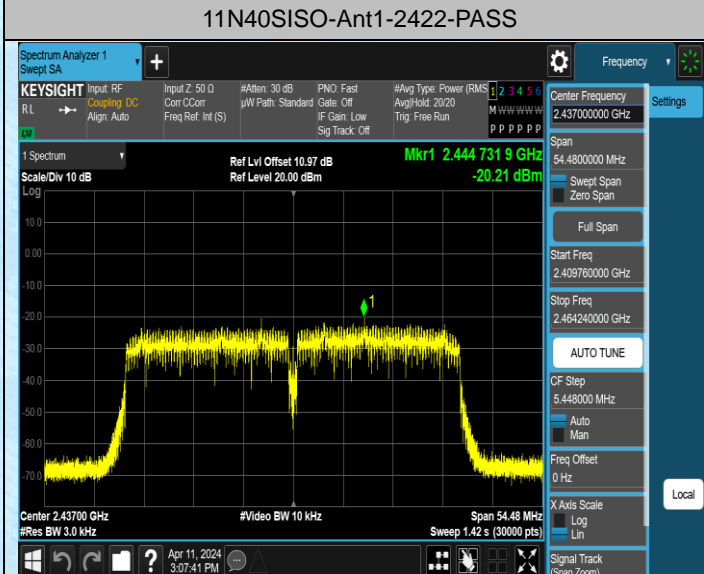 11N40SISO-Ant1-2422-PASS
Spectrum Analyzer 1
Swept SA
Frequency
KEYSIGHT
RL
LXI
Input: RF
Coupling: DC
Align: Auto
Input Z: 50 Ω
Corr CCorr
Freq Ref: Int (S)
#Atten: 30 dB
µW Path: Standard
PNO: Fast
Gate: Off
IF Gain: Low
Sig Track: Off
#Avg Type: Power (RMS
Avg|Hold: 20/20
Trig: Free Run
1 2 3 4 5 6
M W W W W W
P P P P P P
1 Spectrum
Scale/Div 10 dB
Log
Ref Lvl Offset 10.97 dB
Ref Level 20.00 dBm
Mkr1 2.444 731 9 GHz
-20.21 dBm
10.0
0.00
-10.0
-20.0
-30.0
-40.0
-50.0
-60.0
-70.0
1
Center 2.43700 GHz
#Res BW 3.0 kHz
#Video BW 10 kHz
Span 54.48 MHz
Sweep 1.42 s (30000 pts)
Center Frequency
2.437000000 GHz
Settings
Span
54.4800000 MHz
Swept Span
Zero Span
Full Span
Start Freq
2.409760000 GHz
Stop Freq
2.464240000 GHz
AUTO TUNE
CF Step
5.448000 MHz
Auto
Man
Freq Offset
0 Hz
X Axis Scale
Log
Lin
Local
Signal Track
(Span Zoom)
?
Apr 11, 2024
3:07:41 PM